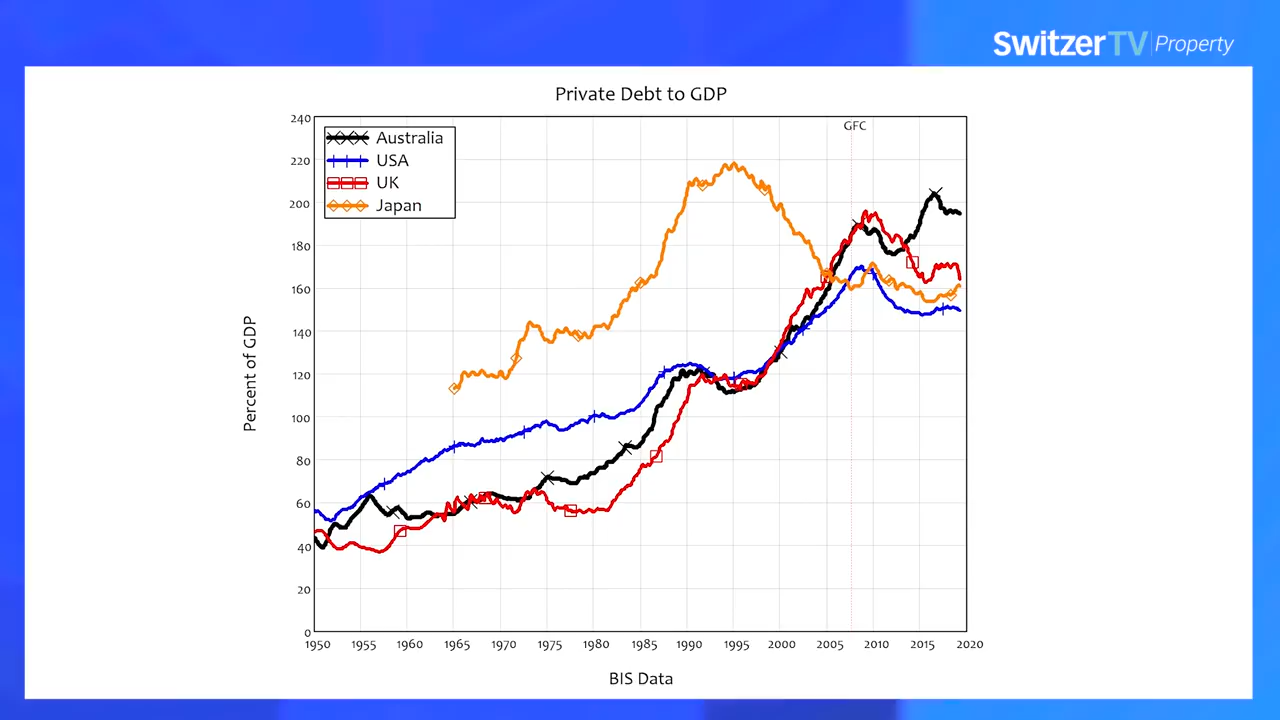 SwitzerTV Property
Private Debt to GDP
240
220
200
180
160
140
120
100
80
60
40
20
0
Australia
USA
UK
Japan
GFC
Percent of GDP
1950 1955 1960 1965 1970 1975 1980 1985 1990 1995 2000 2005 2010 2015 2020
BIS Data